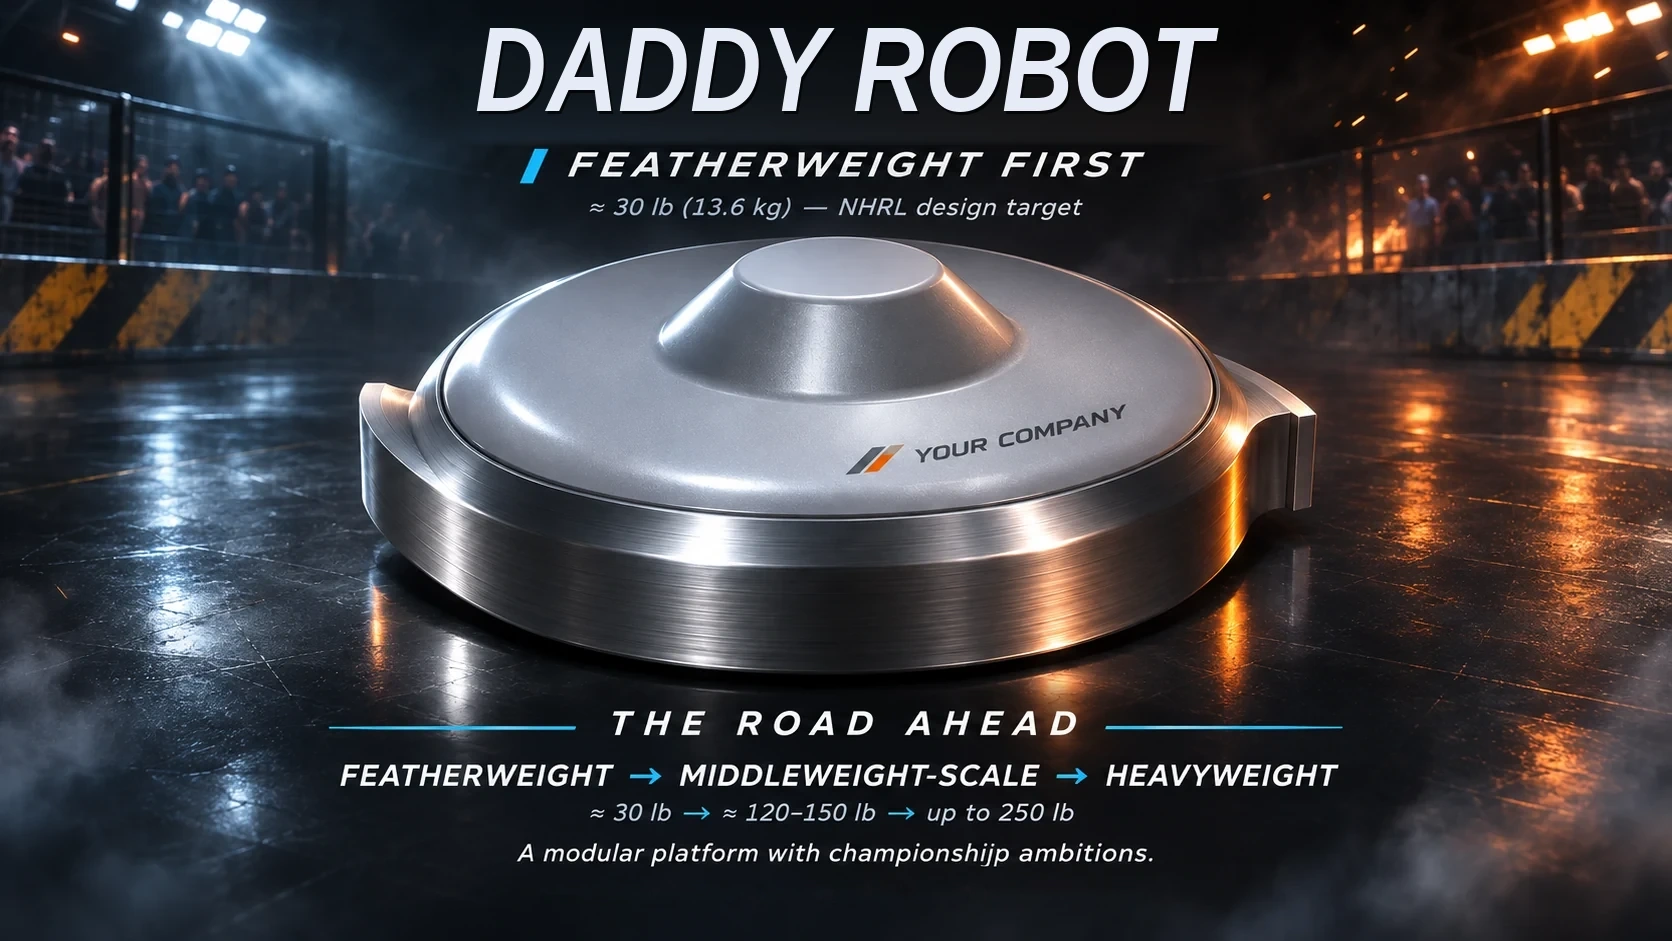 DADDY ROBOT
FEATHERWEIGHT FIRST
≈ 30 lb (13.6 kg) — NHRL design target
YOUR COMPANY
THE ROAD AHEAD
FEATHERWEIGHT → MIDDLEWEIGHT-SCALE → HEAVYWEIGHT
≈ 30 lb → ≈ 120–150 lb → up to 250 lb
A modular platform with championshijp ambitions.